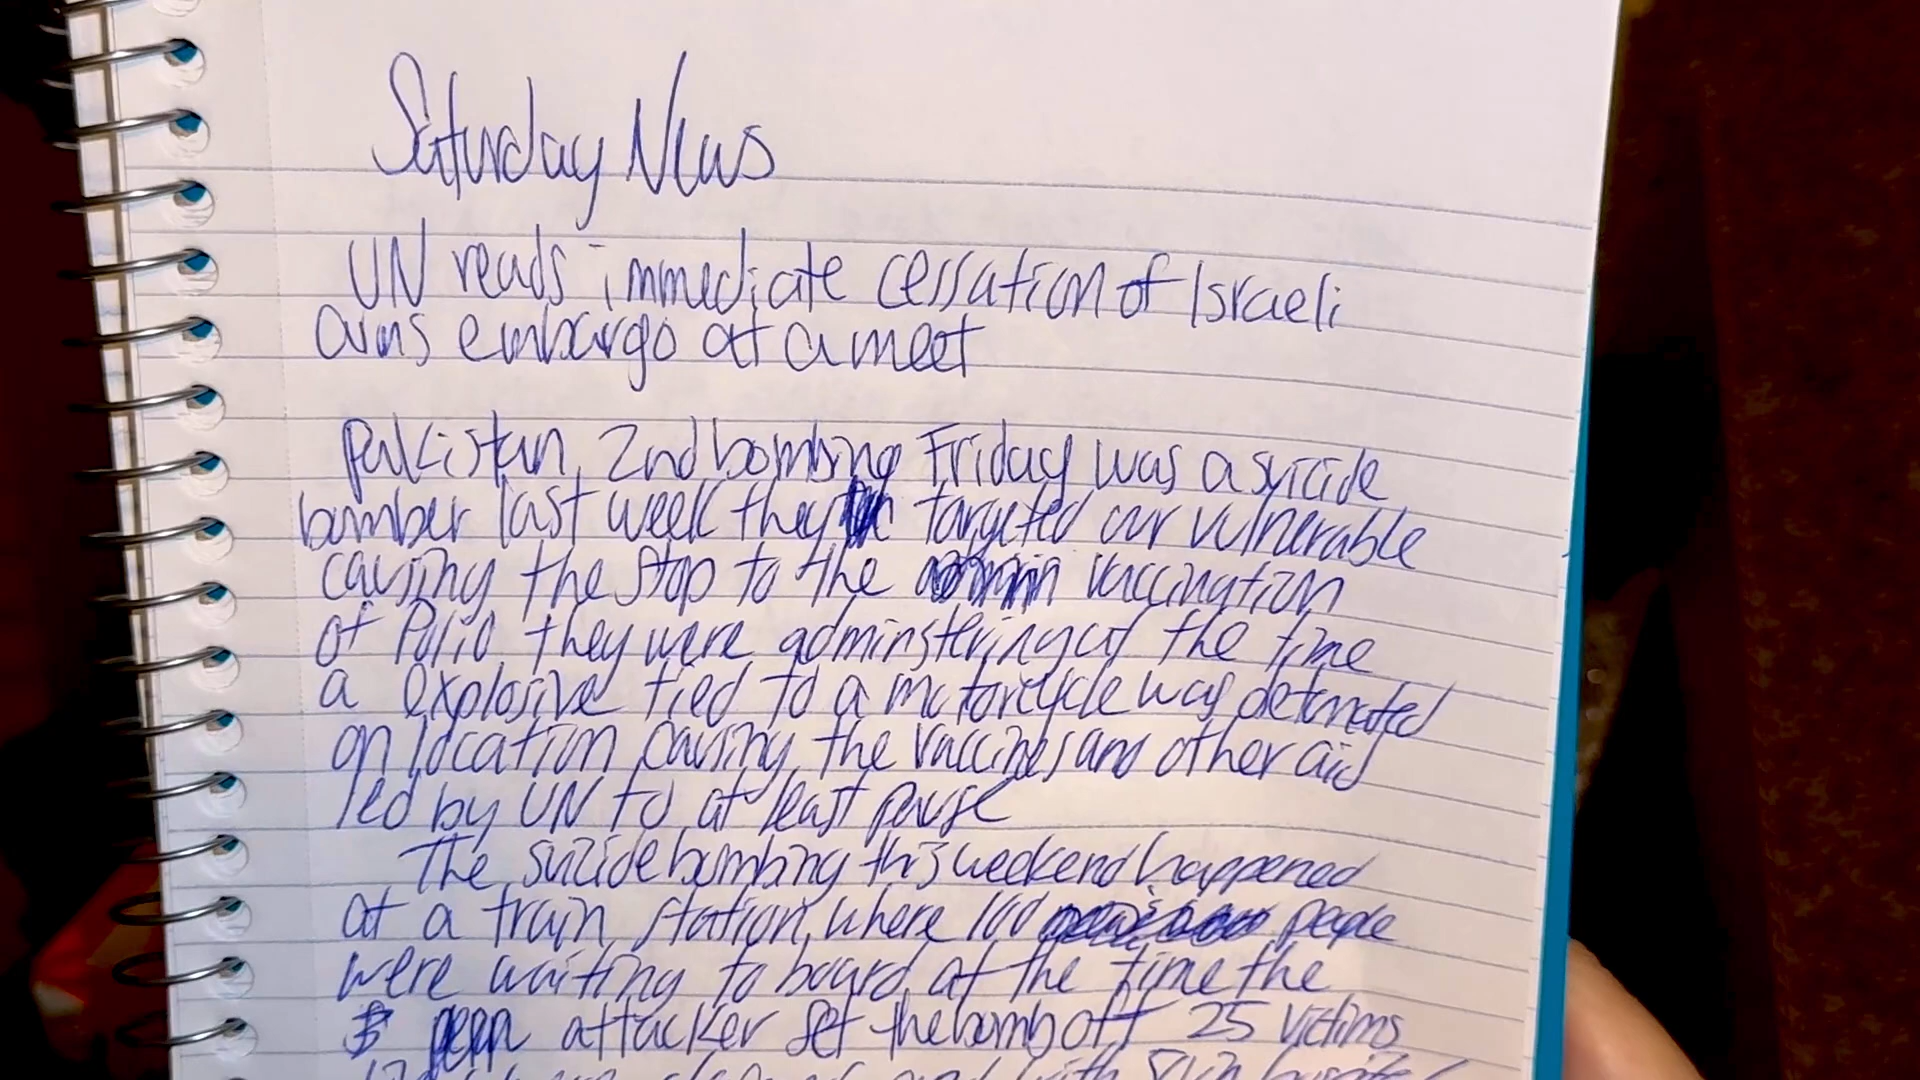 Saturday News
UN reads immediate cessation of Israeli
arms embargo at a meet
Pakistan, 2nd bombing Friday was a suicide
bomber last week they targeted our vulnerable
causing the stop to the vaccination
of Polio they were adminstering at the time
a explosive tied to a motorcycle was detonated
on location causing the vaccines and other aid
led by UN to at least pause
The suicide bombing this weekend happened
at a train station, where 100 people
were waiting to board at the time the
attacker set the bomb off 25 victims